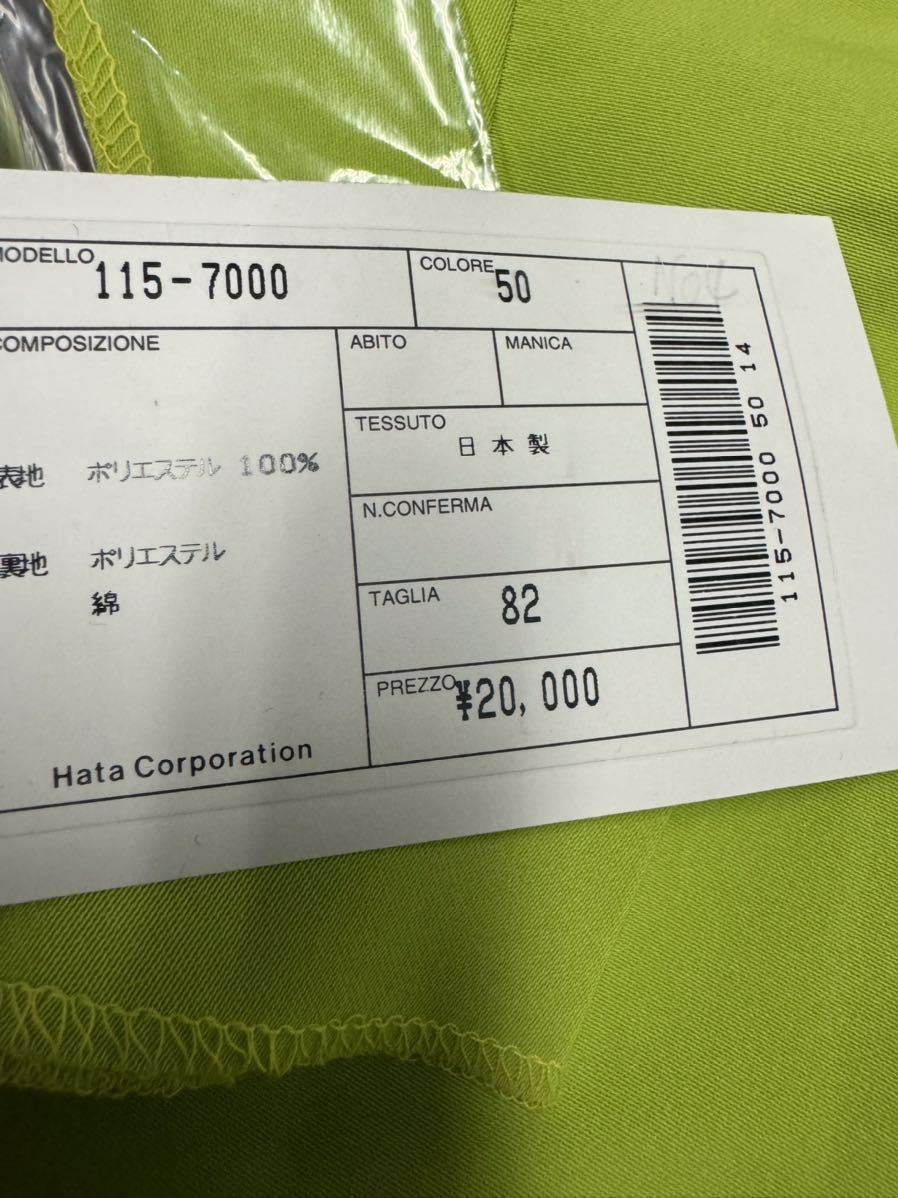 MODELLO 115-7000
COLORE 50
COMPOSIZIONE
表地 ポリエステル 100%
裏地 ポリエステル
綿
ABITO
MANICA
TESSUTO
日本製
N.CONFERMA
TAGLIA 82
PREZZO ¥20,000
Hata Corporation
115-7000 50 14